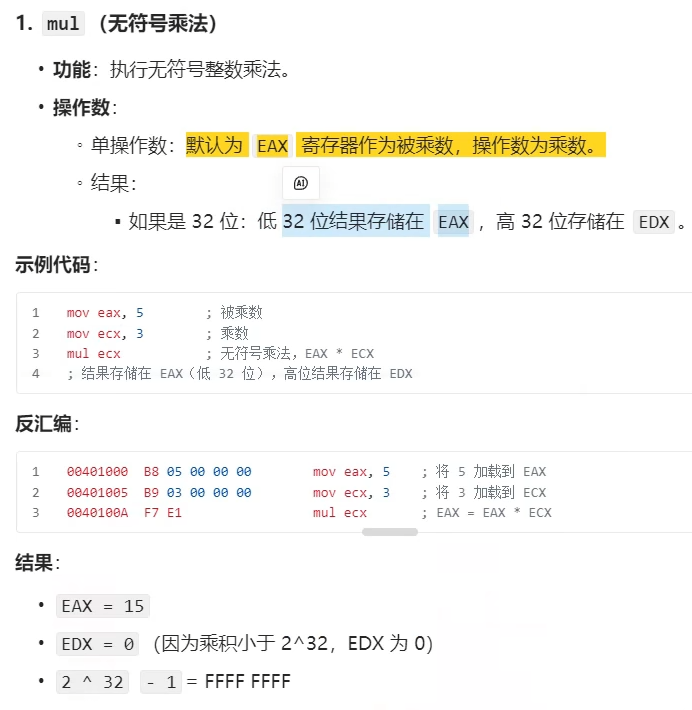 1. mul （无符号乘法）
• 功能：执行无符号整数乘法。
• 操作数：
◦ 单操作数：默认为 EAX 寄存器作为被乘数，操作数为乘数。
◦ 结果：
▪ 如果是 32 位：低 32 位结果存储在 EAX ，高 32 位存储在 EDX 。
示例代码：
1 mov eax, 5 ; 被乘数
2 mov ecx, 3 ; 乘数
3 mul ecx ; 无符号乘法，EAX * ECX
4 ; 结果存储在 EAX（低 32 位），高位结果存储在 EDX
反汇编：
1 00401000 B8 05 00 00 00 mov eax, 5 ; 将 5 加载到 EAX
2 00401005 B9 03 00 00 00 mov ecx, 3 ; 将 3 加载到 ECX
3 0040100A F7 E1 mul ecx ; EAX = EAX * ECX
结果：
• EAX = 15
• EDX = 0 （因为乘积小于 2^32，EDX 为 0）
• 2 ^ 32 - 1 = FFFF FFFF